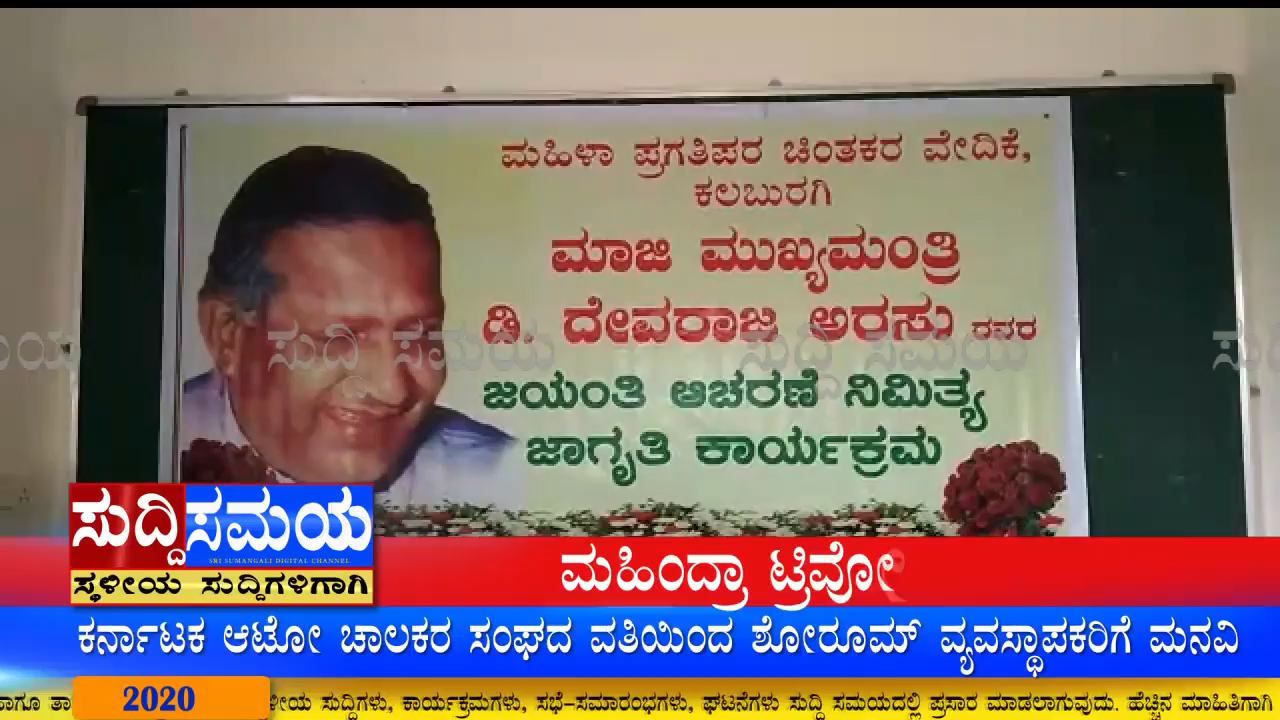 ಮಹಿಳಾ ಪ್ರಗತಿಪರ ಚಿಂತಕರ ವೇದಿಕೆ,
ಕಲಬುರಗಿ
ಮಾಜಿ ಮುಖ್ಯಮಂತ್ರಿ
ಡಿ. ದೇವರಾಜ ಅರಸು ರವರ
ಜಯಂತಿ ಆಚರಣೆ ನಿಮಿತ್ಯ
ಜಾಗೃತಿ ಕಾರ್ಯಕ್ರಮ
ಸುದ್ದಿ ಸಮಯ ಸುದ್ದಿ ಸಮಯ
ಸುದ್ದಿ ಸಮಯ
SRI SUMANGALI DIGITAL CHANNEL
ಸ್ಥಳೀಯ ಸುದ್ದಿಗಳಿಗಾಗಿ
ಮಹಿಂದ್ರಾ ಟ್ರಿವೋ
ಕರ್ನಾಟಕ ಆಟೋ ಚಾಲಕರ ಸಂಘದ ವತಿಯಿಂದ ಶೋರೂಮ್ ವ್ಯವಸ್ಥಾಪಕರಿಗೆ ಮನವಿ
2020
ಸುದ್ದಿಗಳು, ಕಾರ್ಯಕ್ರಮಗಳು, ಸಭೆ-ಸಮಾರಂಭಗಳು, ಘಟನೆಗಳು ಸುದ್ದಿ ಸಮಯದಲ್ಲಿ ಪ್ರಸಾರ ಮಾಡಲಾಗುವುದು. ಹೆಚ್ಚಿನ ಮಾಹಿತಿಗಾಗಿ